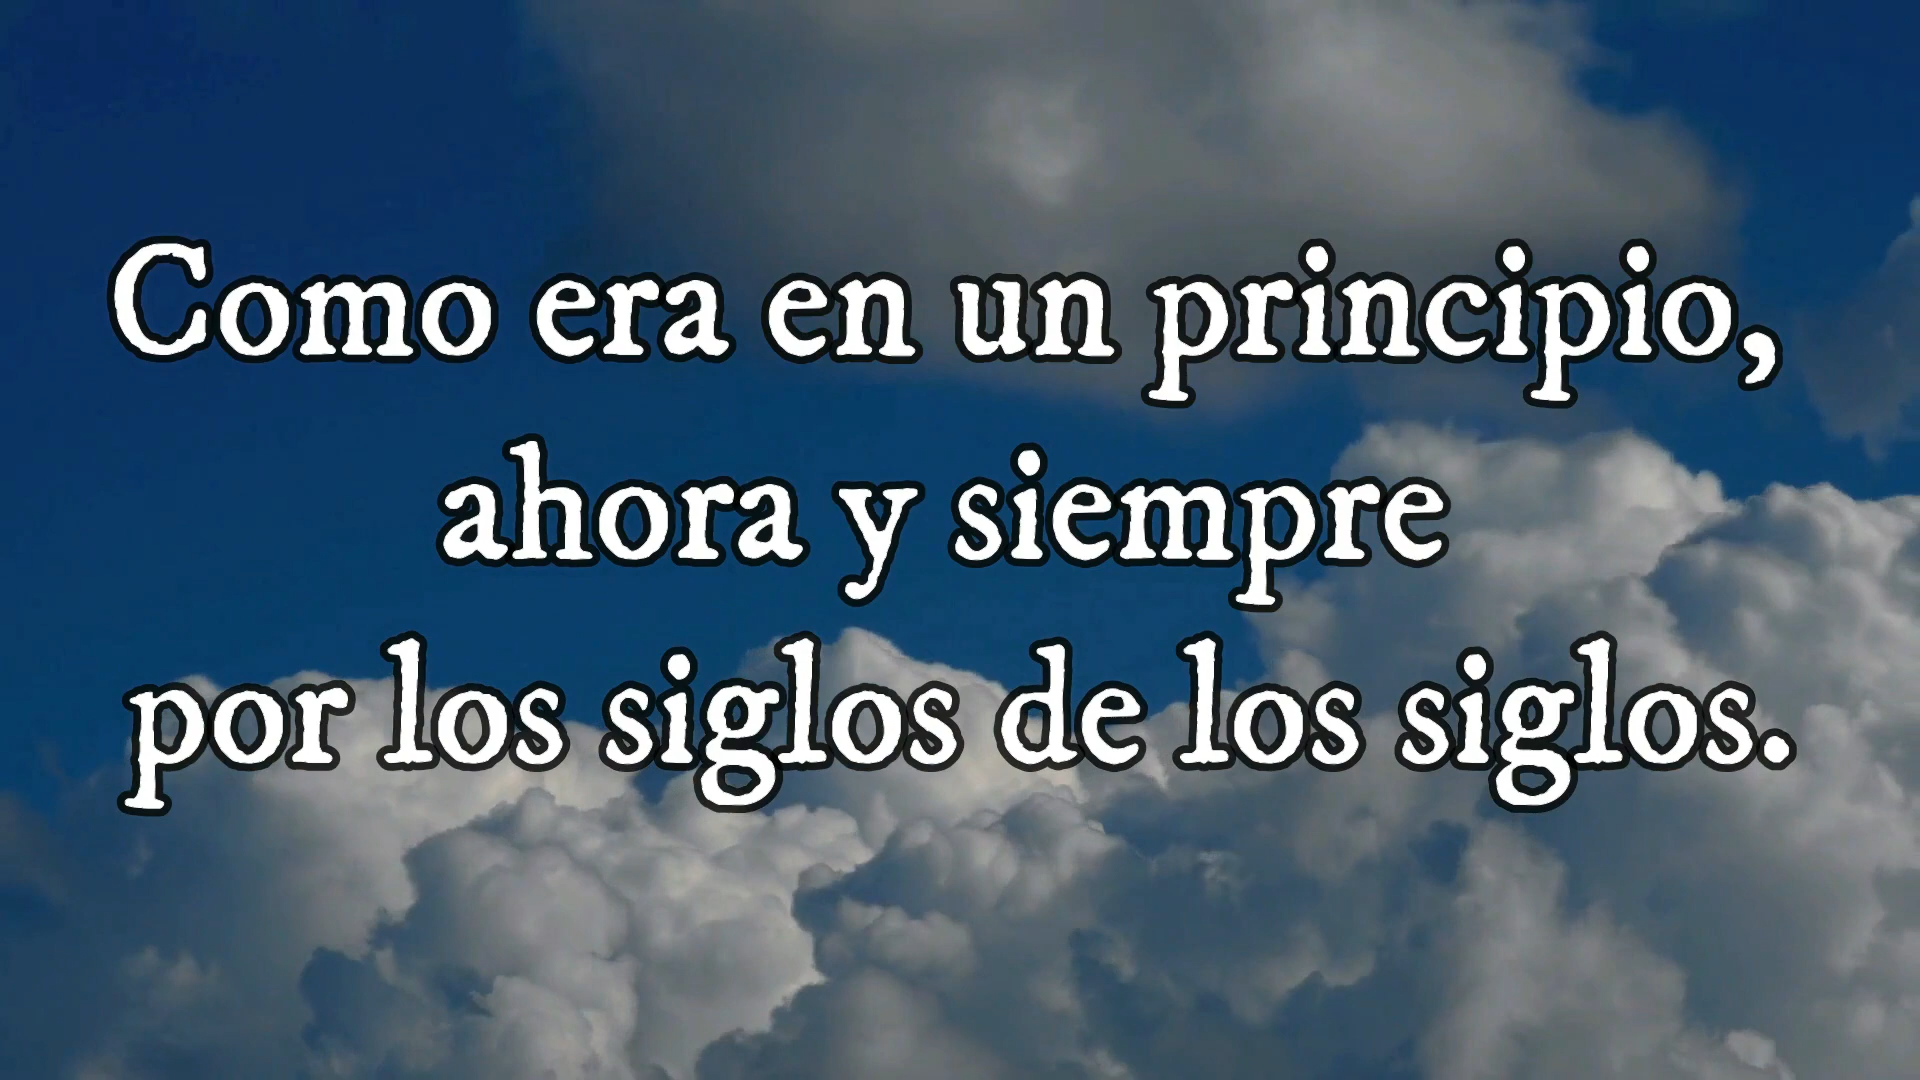 Como era en un principio,
ahora y siempre
por los siglos de los siglos.